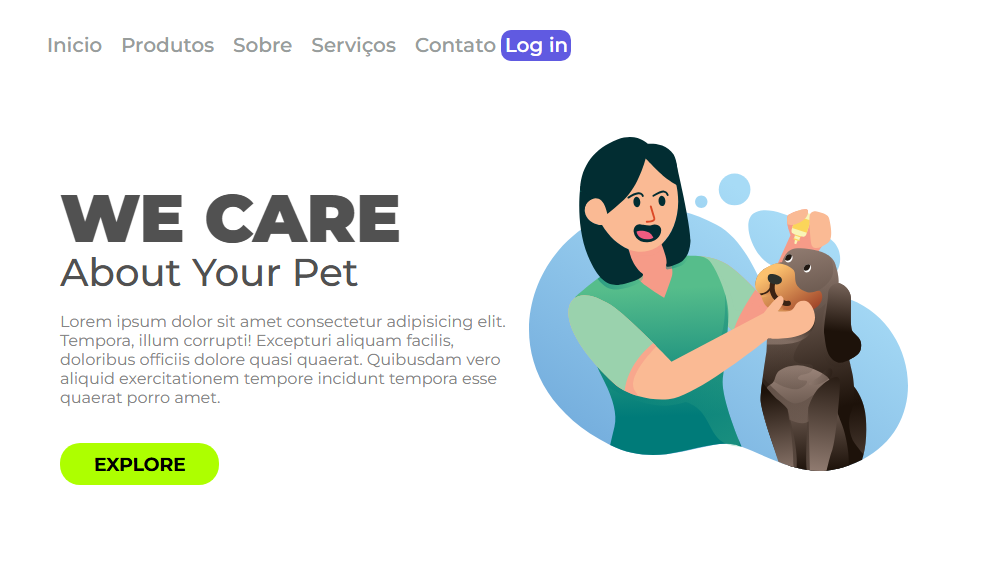 Inicio Produtos Sobre Serviços Contato Log in
WE CARE
About Your Pet
Lorem ipsum dolor sit amet consectetur adipisicing elit.
Tempora, illum corrupti! Excepturi aliquam facilis,
doloribus officiis dolore quasi quaerat. Quibusdam vero
aliquid exercitationem tempore incidunt tempora esse
quaerat porro amet.
EXPLORE